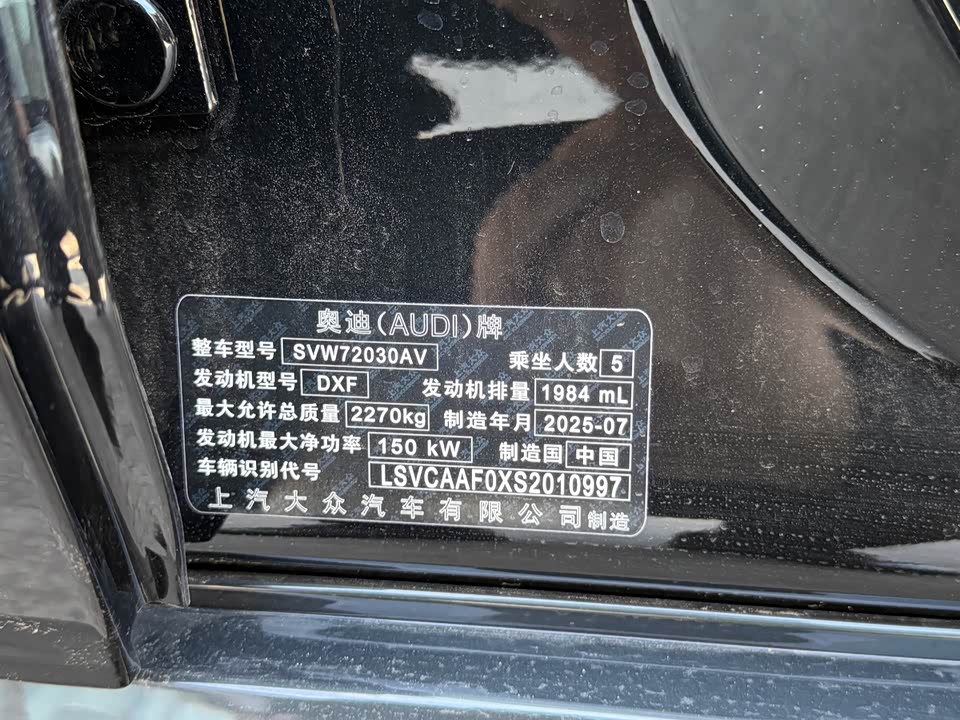 奥迪(AUDI)牌
整车型号 SVW72030AV 乘坐人数 5
发动机型号 DXF 发动机排量 1984 mL
最大允许总质量 2270kg 制造年月 2025-07
发动机最大净功率 150 kW 制造国 中国
车辆识别代号 LSVCAAF0XS2010997
上汽大众汽车有限公司制造